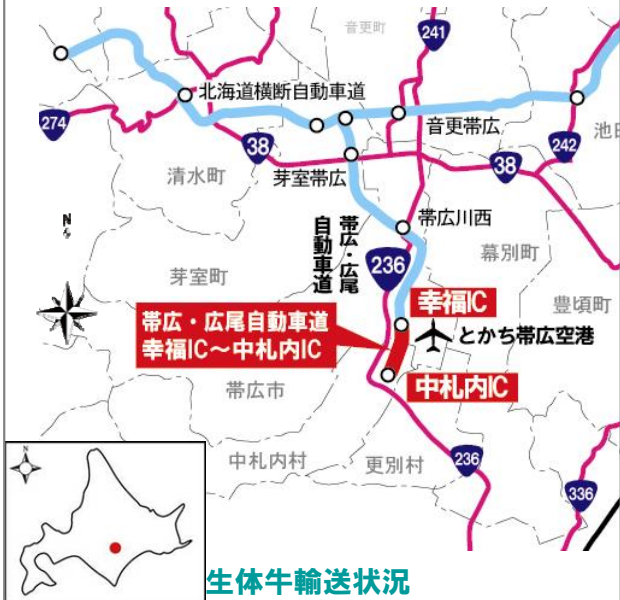 音更町
241
北海道横断自動車道
274
音更帯広
池田
38
242
清水町
芽室帯広
38
帯広・広尾
自動車道
帯広川西
N
236
幕別町
芽室町
幸福IC
豊頃町
帯広・広尾自動車道
幸福IC~中札内IC
とかち帯広空港
帯広市
中札内IC
中札内村
更別村
236
336
N
生体牛輸送状況